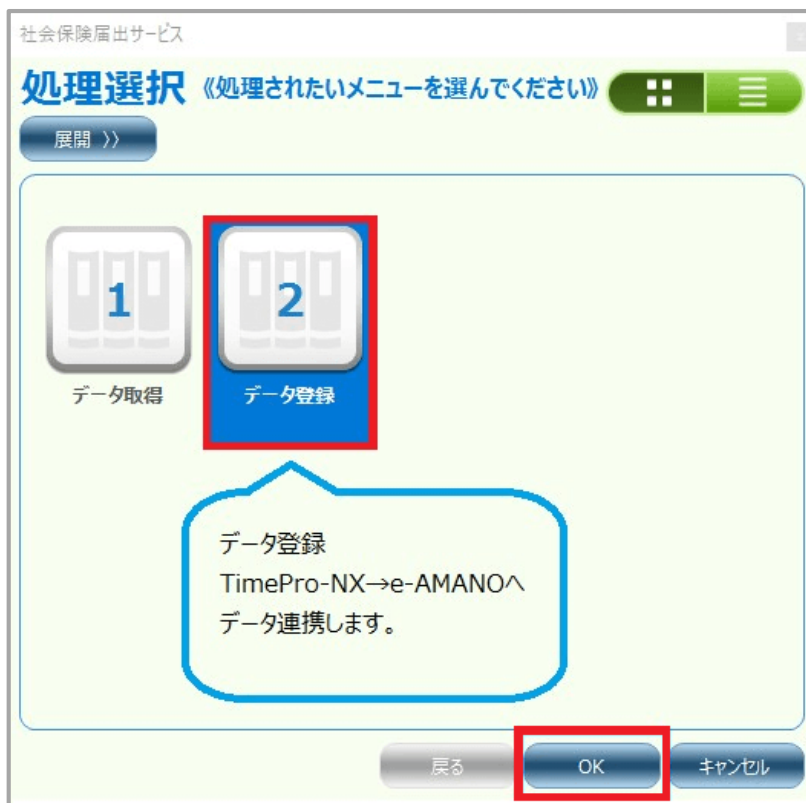 社会保険届出サービス
処理選択 《処理されたいメニューを選んでください》
展開 》
1
2
データ取得
データ登録
データ登録
TimePro-NX→e-AMANOへ
データ連携します。
戻る
OK
キャンセル